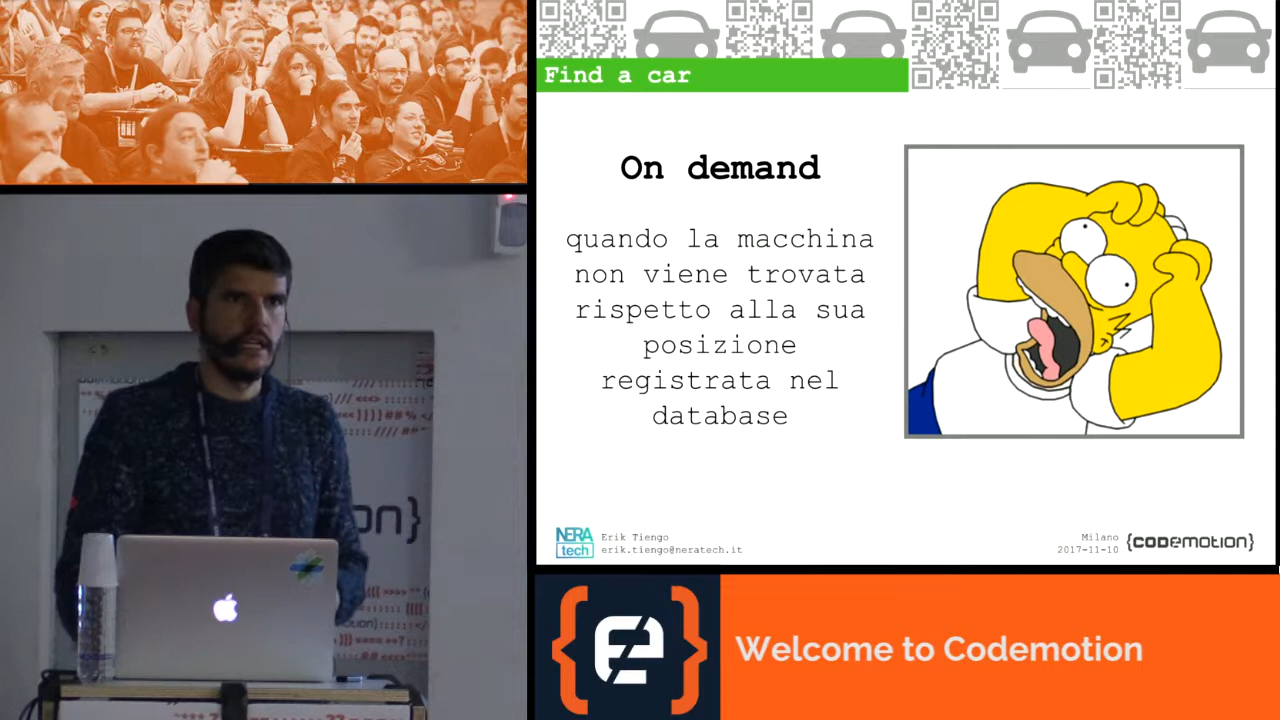 Find a car
On demand
quando la macchina
non viene trovata
rispetto alla sua
posizione
registrata nel
database
NERA
tech
Erik Tiengo
erik.tiengo@neratech.it
Milano
2017-11-10
{CODEMOTION}
on}
Welcome to Codemotion